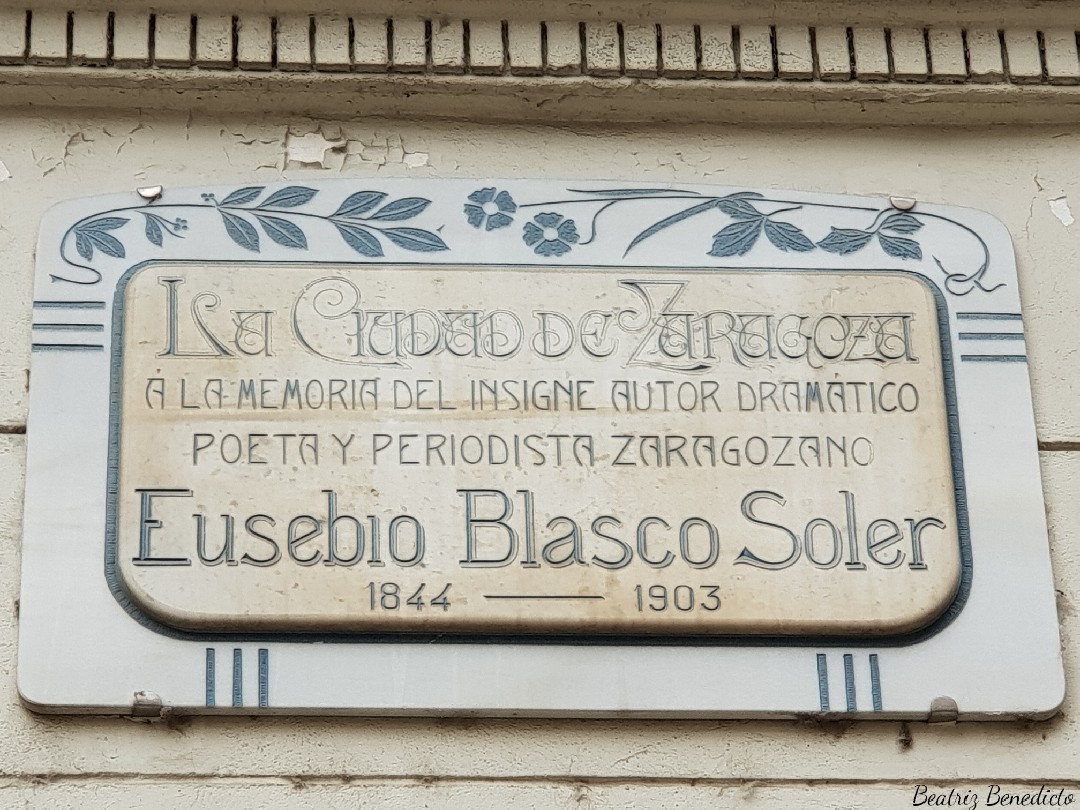 La Ciudad de Zaragoza
Á LA MEMORIA DEL INSIGNE AUTOR DRAMÁTICO
POETA Y PERIODISTA ZARAGOZANO
Eusebio Blasco Soler
1844 — 1903
Beatriz Benedicto